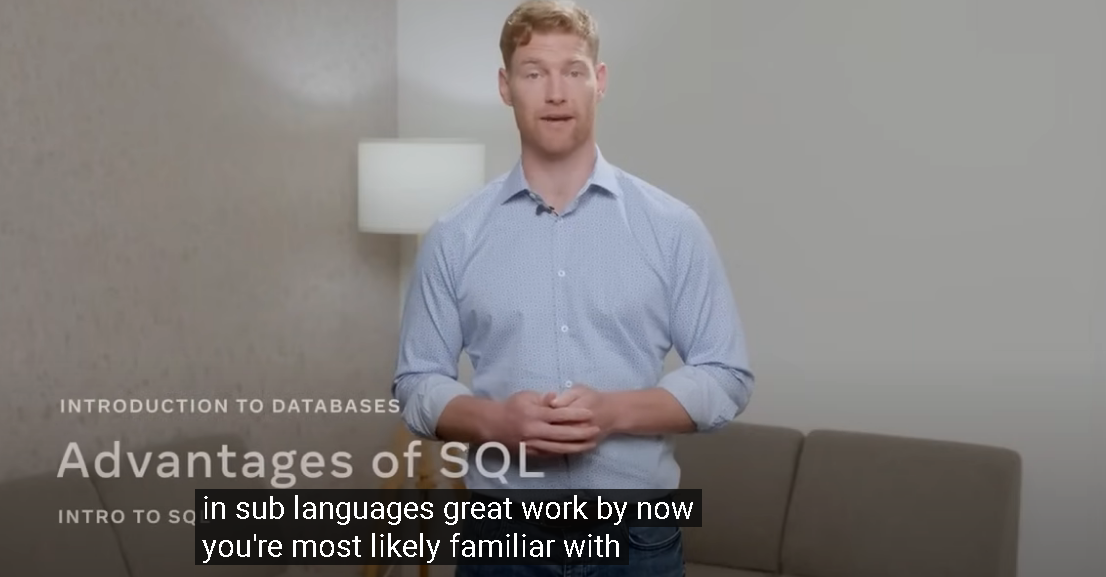 INTRODUCTION TO DATABASES
Advantages of SQL
INTRO TO SQL
in sub languages great work by now
you're most likely familiar with